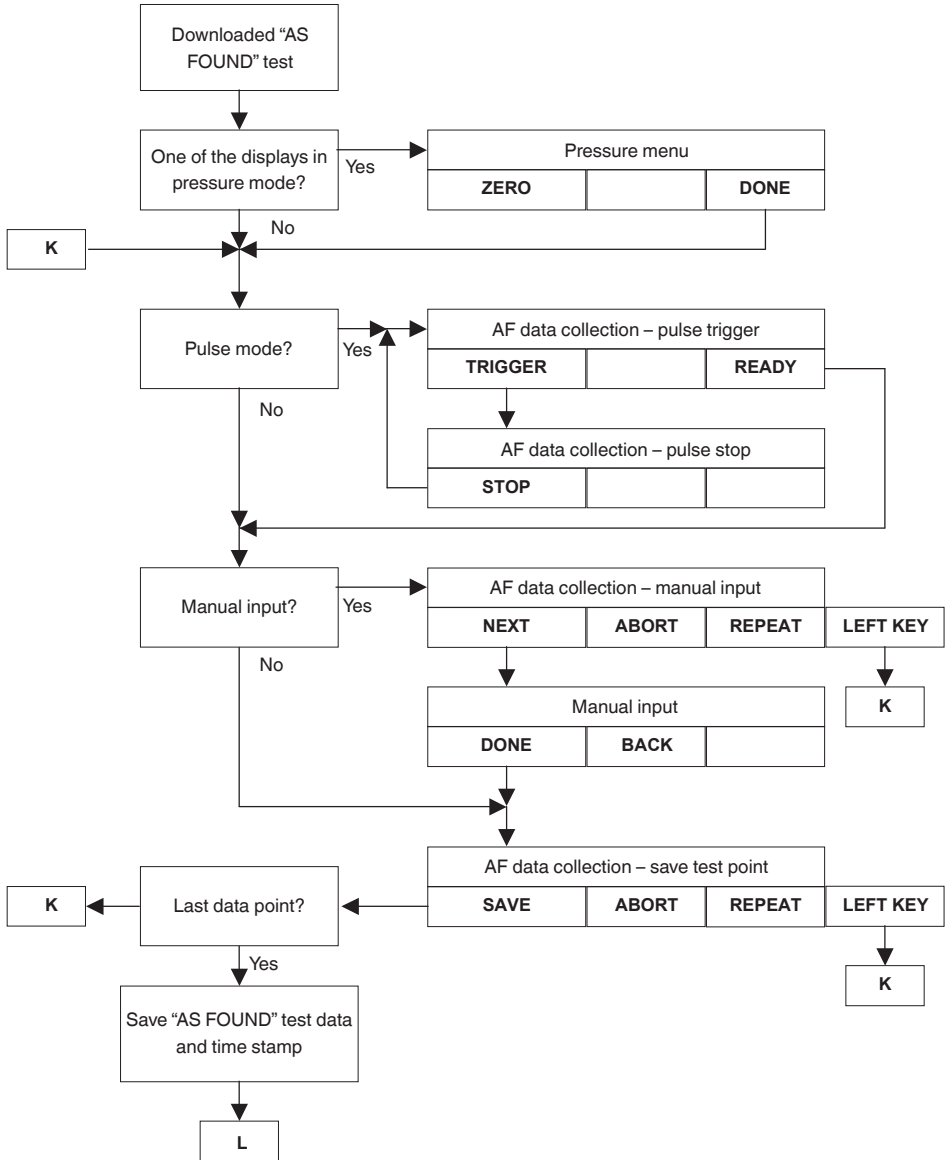 Downloaded “AS
FOUND” test
One of the displays in
pressure mode?
Yes
Pressure menu
ZERO
DONE
No
K
Pulse mode?
Yes
AF data collection – pulse trigger
TRIGGER
READY
No
AF data collection – pulse stop
STOP
Manual input?
Yes
AF data collection – manual input
NEXT
ABORT
REPEAT
LEFT KEY
No
K
Manual input
DONE
BACK
AF data collection – save test point
SAVE
ABORT
REPEAT
LEFT KEY
K
Last data point?
K
Yes
Save “AS FOUND” test data
and time stamp
L